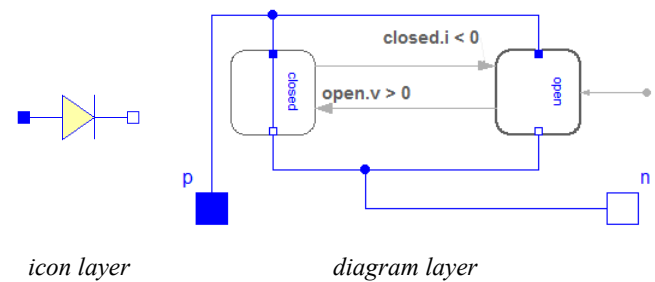 closed.i < 0
closed
open
open.v > 0
p
n
icon layer
diagram layer